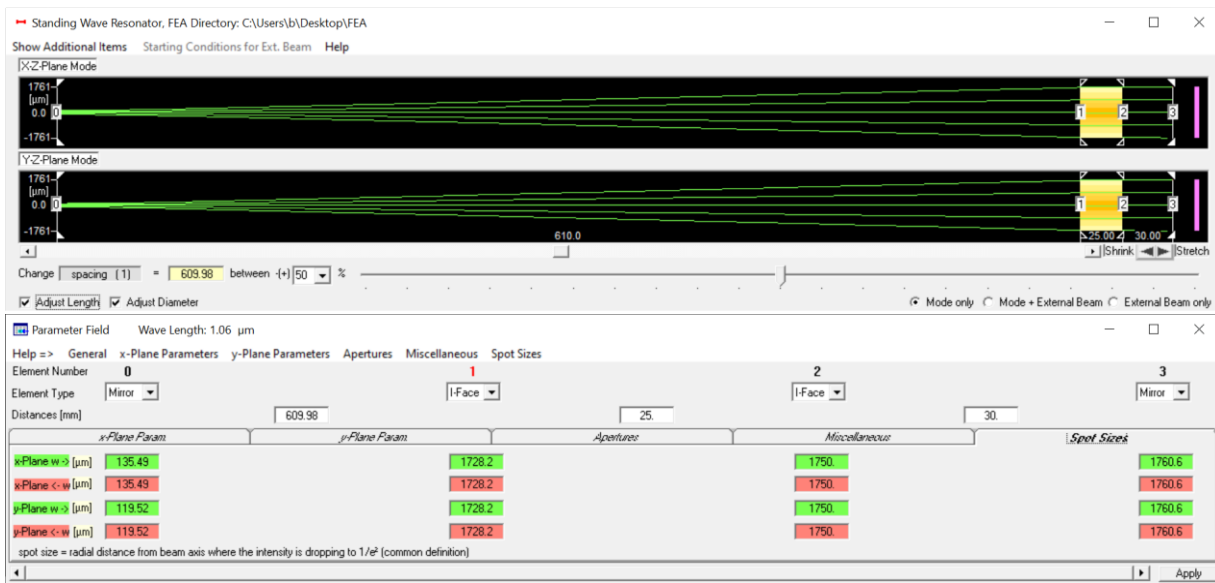 Standing Wave Resonator, FEA Directory: C:\Users\b\Desktop\FEA
Show Additional Items Starting Conditions for Ext. Beam Help
X-Z-Plane Mode
1761
[µm]
0.0 0 1 2 3
-1761
Y-Z-Plane Mode
1761
[µm]
0.0 0 1 2 3
-1761
610.0 25.00 30.00
Shrink Stretch
Change spacing (1) = 609.98 between -(+) 50 %
Adjust Length Adjust Diameter Mode only Mode + External Beam External Beam only
Parameter Field Wave Length: 1.06 µm
Help => General x-Plane Parameters y-Plane Parameters Apertures Miscellaneous Spot Sizes
Element Number 0 1 2 3
Element Type Mirror I-Face I-Face Mirror
Distances [mm] 609.98 25. 30.
x-Plane Param. y-Plane Param. Apertures Miscellaneous Spot Sizes
x-Plane w -> [µm] 135.49 1728.2 1750. 1760.6
x-Plane <- w [µm] 135.49 1728.2 1750. 1760.6
y-Plane w -> [µm] 119.52 1728.2 1750. 1760.6
y-Plane <- w [µm] 119.52 1728.2 1750. 1760.6
spot size = radial distance from beam axis where the intensity is dropping to 1/e² (common definition)
Apply